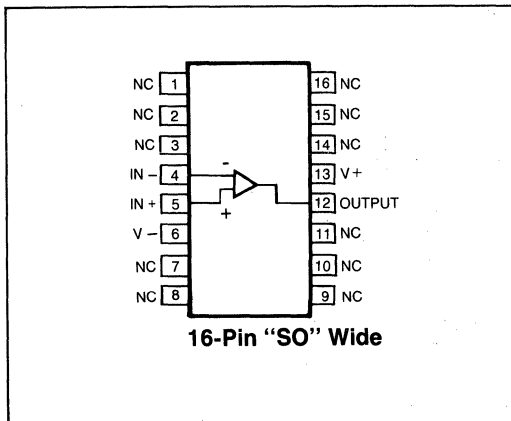 NC 1 16 NC
NC 2 15 NC
NC 3 14 NC
IN - 4 - 13 V+
IN + 5 + 12 OUTPUT
V - 6 11 NC
NC 7 10 NC
NC 8 9 NC
16-Pin “SO” Wide